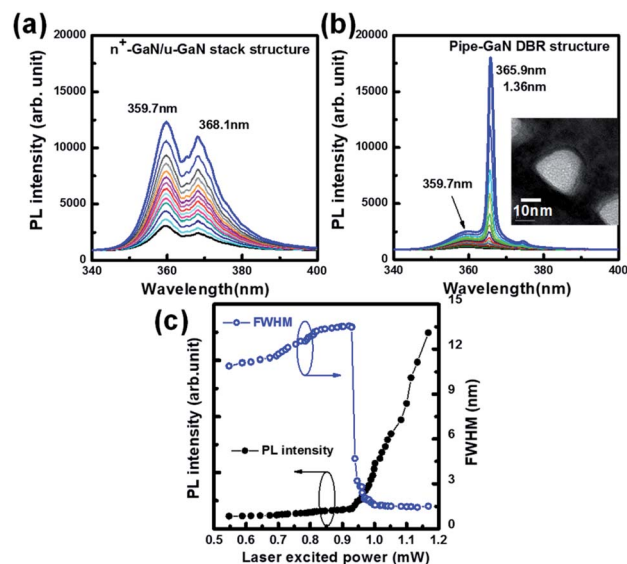 (a)
n⁺-GaN/u-GaN stack structure
359.7nm
368.1nm
PL intensity (arb. unit)
20000
15000
10000
5000
0
340
360
380
400
Wavelength(nm)
(b)
Pipe-GaN DBR structure
365.9nm
1.36nm
359.7nm
10nm
PL intensity (arb. unit)
20000
15000
10000
5000
0
340
360
380
400
Wavelength(nm)
(c)
FWHM
PL intensity
PL intensity (arb.unit)
FWHM (nm)
15
12
9
6
3
0
0.5
0.6
0.7
0.8
0.9
1.0
1.1
1.2
Laser excited power (mW)